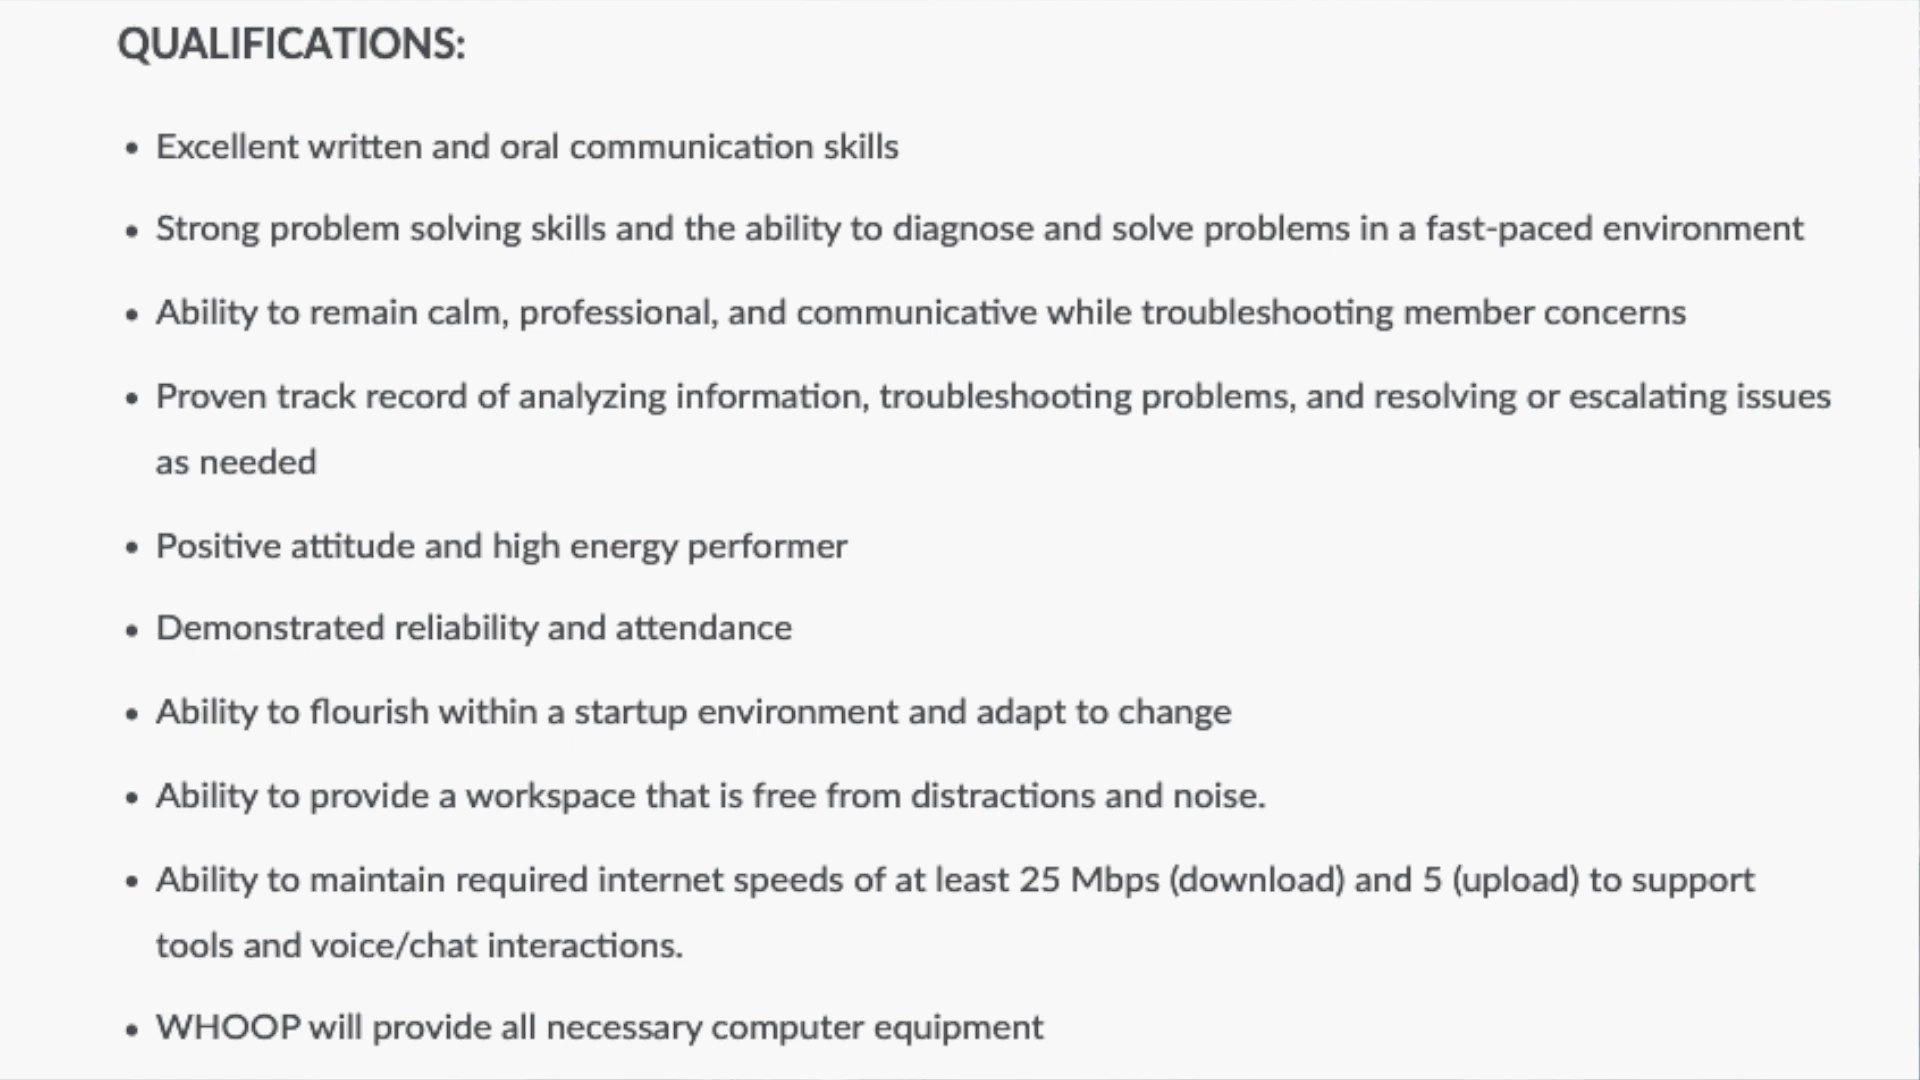 QUALIFICATIONS:
• Excellent written and oral communication skills
• Strong problem solving skills and the ability to diagnose and solve problems in a fast-paced environment
• Ability to remain calm, professional, and communicative while troubleshooting member concerns
• Proven track record of analyzing information, troubleshooting problems, and resolving or escalating issues
as needed
• Positive attitude and high energy performer
• Demonstrated reliability and attendance
• Ability to flourish within a startup environment and adapt to change
• Ability to provide a workspace that is free from distractions and noise.
• Ability to maintain required internet speeds of at least 25 Mbps (download) and 5 (upload) to support
tools and voice/chat interactions.
• WHOOP will provide all necessary computer equipment